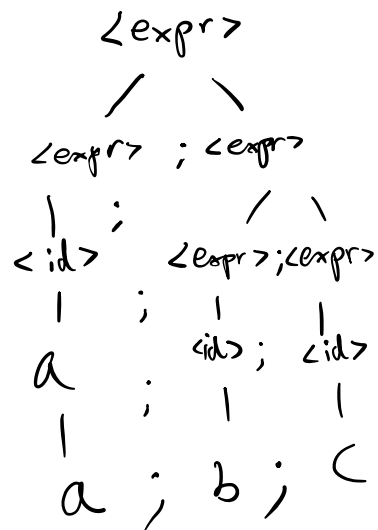 <expr>
<expr> ; <expr>
;
<id> <expr> ; <expr>
;
a <id> ; <id>
;
a ; b ; c